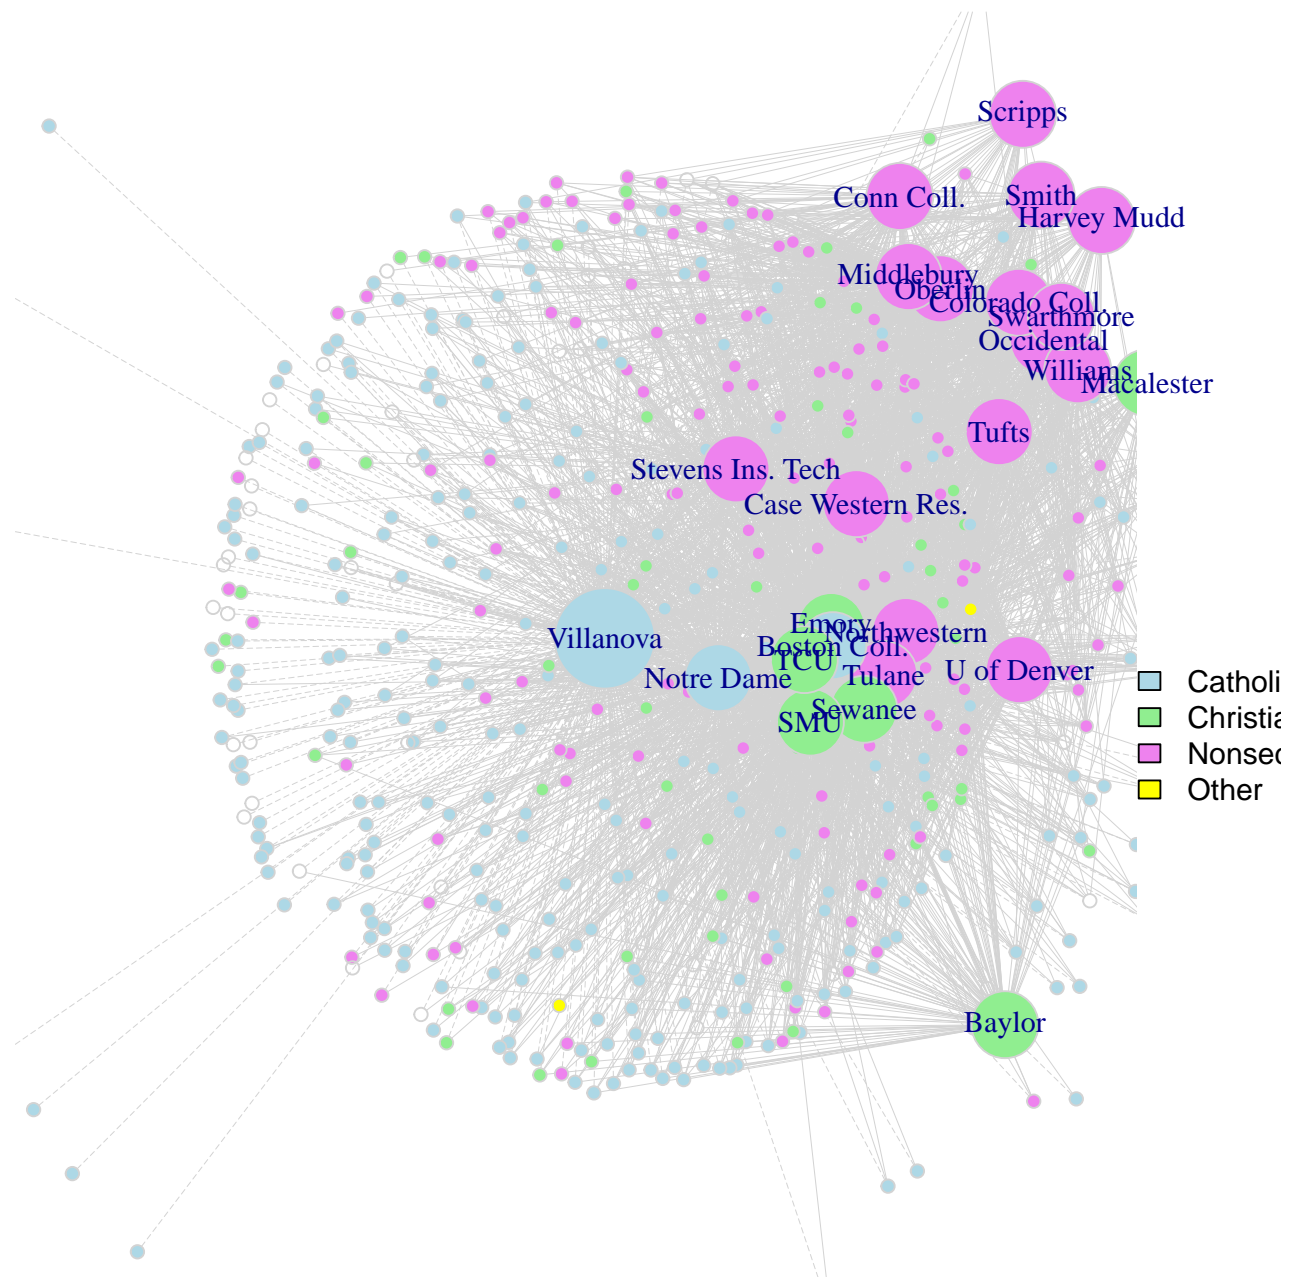 Scripps
Conn Coll.
Smith
Harvey Mudd
Middlebury
Oberlin
Colorado Coll.
Swarthmore
Occidental
Williams
Macalester
Tufts
Stevens Ins. Tech
Case Western Res.
Emory
Northwestern
Villanova
Boston Coll.
TCU
Notre Dame
Tulane
U of Denver
Sewanee
SMU
Baylor
Catholi
Christia
Nonsec
Other